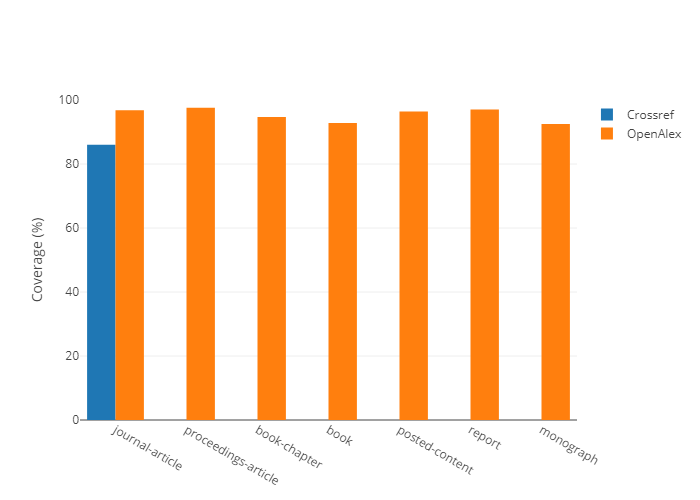 100
80
60
40
20
0
Coverage (%)
journal-article
proceedings-article
book-chapter
book
posted-content
report
monograph
Crossref
OpenAlex